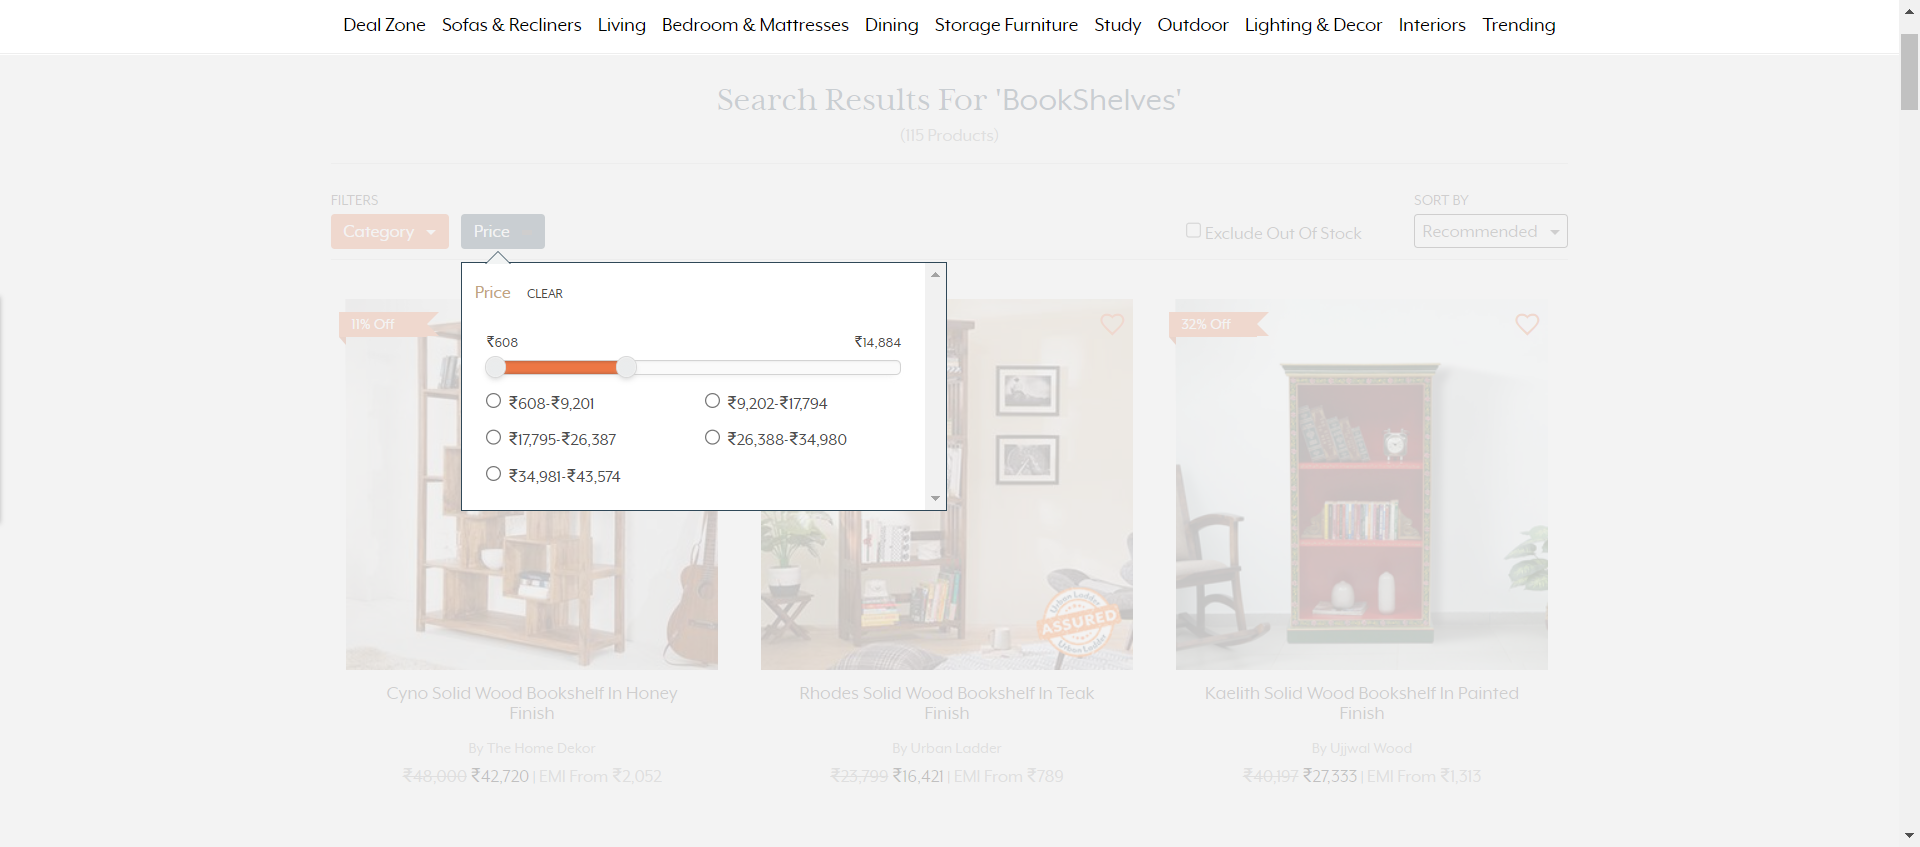 Deal Zone Sofas & Recliners Living Bedroom & Mattresses Dining Storage Furniture Study Outdoor Lighting & Decor Interiors Trending
Search Results For 'BookShelves'
(115 Products)
FILTERS
SORT BY
Category Price
Exclude Out Of Stock
Recommended
Price CLEAR
₹608 ₹14,884
₹608-₹9,201 ₹9,202-₹17,794
₹17,795-₹26,387 ₹26,388-₹34,980
₹34,981-₹43,574
11% Off
32% Off
Urban Ladder
ASSURED
Urban Ladder
Cyno Solid Wood Bookshelf In Honey
Finish
By The Home Dekor
₹48,000 ₹42,720 | EMI From ₹2,052
Rhodes Solid Wood Bookshelf In Teak
Finish
By Urban Ladder
₹23,799 ₹16,421 | EMI From ₹789
Kaelith Solid Wood Bookshelf In Painted
Finish
By Ujjwal Wood
₹40,197 ₹27,333 | EMI From ₹1,313